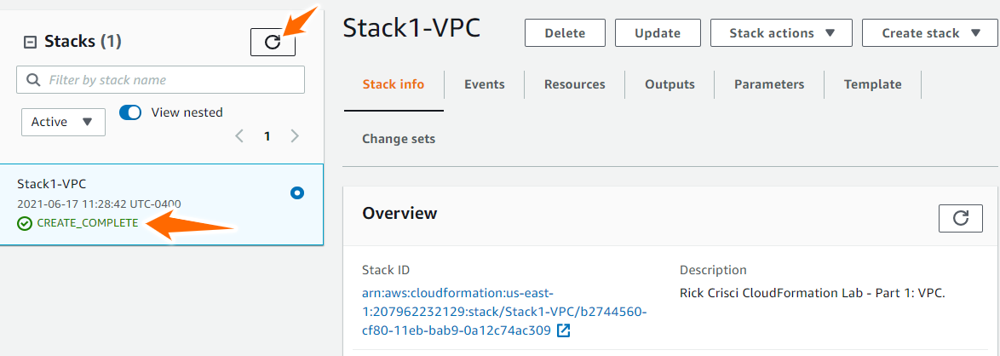 Stacks (1)
Filter by stack name
Active
View nested
1
Stack1-VPC
2021-06-17 11:28:42 UTC-0400
CREATE_COMPLETE
Stack1-VPC
Delete
Update
Stack actions
Create stack
Stack info
Events
Resources
Outputs
Parameters
Template
Change sets
Overview
Stack ID
arn:aws:cloudformation:us-east-
1:207962232129:stack/Stack1-VPC/b2744560-
cf80-11eb-bab9-0a12c74ac309
Description
Rick Crisci CloudFormation Lab - Part 1: VPC.